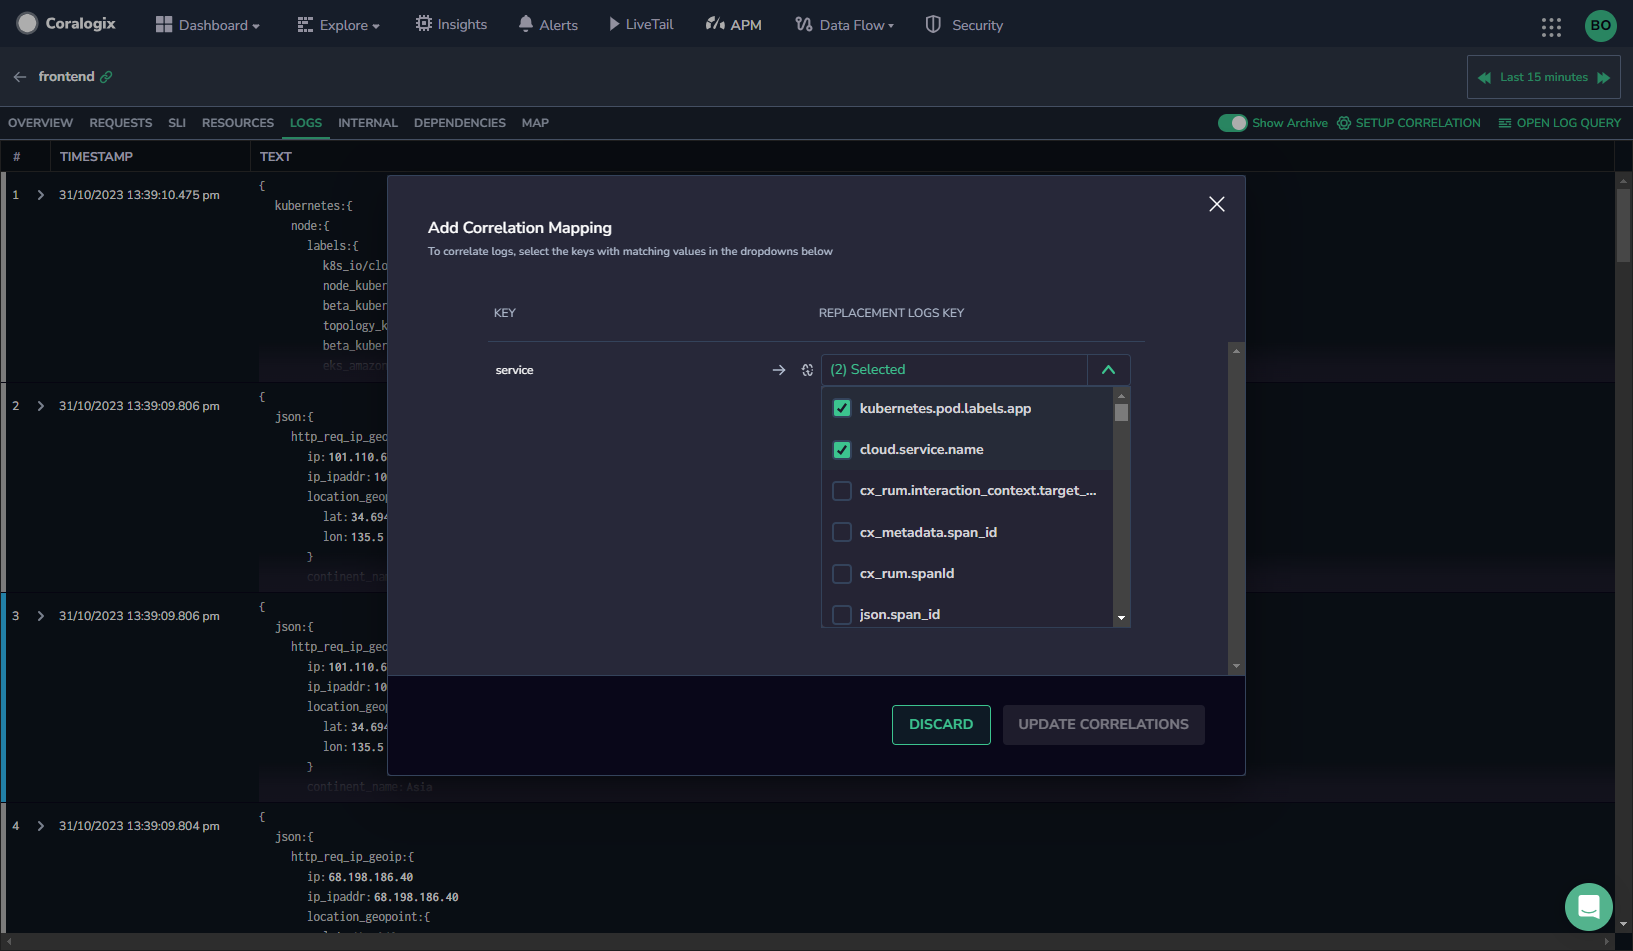 Coralogix Dashboard Explore Insights Alerts LiveTail APM Data Flow Security BO
frontend Last 15 minutes
OVERVIEW REQUESTS SLI RESOURCES LOGS INTERNAL DEPENDENCIES MAP Show Archive SETUP CORRELATION OPEN LOG QUERY
# TIMESTAMP TEXT
1 31/10/2023 13:39:10.475 pm
{
kubernetes:{
node:{
labels:{
k8s_io/clo
node_kuber
beta_kuber
topology_k
beta_kuber
eks_amazon
2 31/10/2023 13:39:09.806 pm
{
json:{
http_req_ip_geo
ip:101.110.6
ip_ipaddr:10
location_geop
lat:34.694
lon:135.5
}
continent_na
3 31/10/2023 13:39:09.806 pm
{
json:{
http_req_ip_geo
ip:101.110.6
ip_ipaddr:10
location_geop
lat:34.694
lon:135.5
}
continent_name:Asia
4 31/10/2023 13:39:09.804 pm
{
json:{
http_req_ip_geoip:{
ip:68.198.186.40
ip_ipaddr:68.198.186.40
location_geopoint:{
Add Correlation Mapping
To correlate logs, select the keys with matching values in the dropdowns below
KEY REPLACEMENT LOGS KEY
service (2) Selected
kubernetes.pod.labels.app
cloud.service.name
cx_rum.interaction_context.target_...
cx_metadata.span_id
cx_rum.spanId
json.span_id
DISCARD UPDATE CORRELATIONS